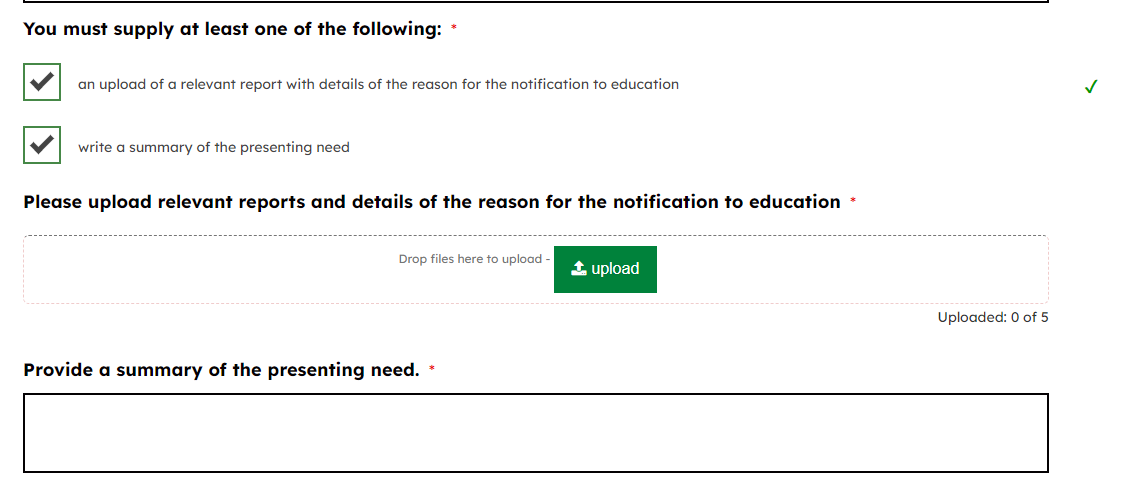 You must supply at least one of the following: *
an upload of a relevant report with details of the reason for the notification to education
write a summary of the presenting need
Please upload relevant reports and details of the reason for the notification to education *
Drop files here to upload - upload
Uploaded: 0 of 5
Provide a summary of the presenting need. *